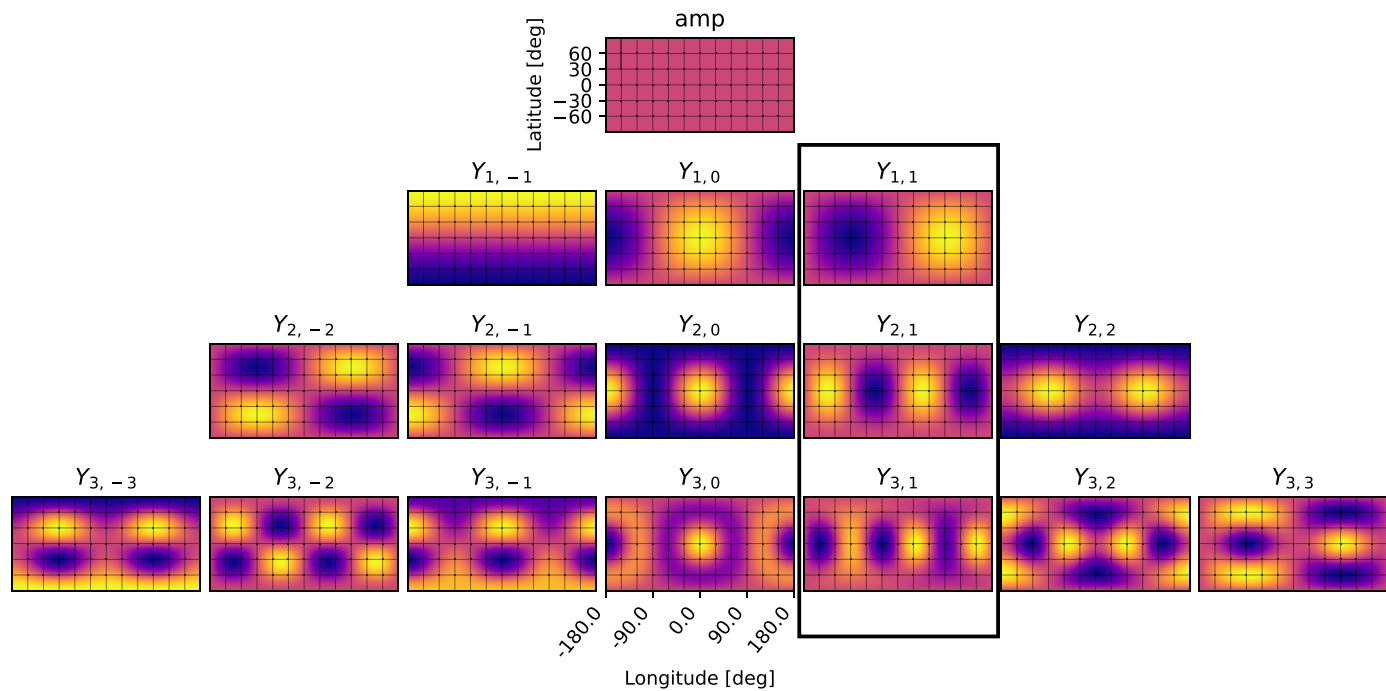 amp
Latitude [deg]
60
30
0
−30
−60
Y1, −1
Y1, 0
Y1, 1
Y2, −2
Y2, −1
Y2, 0
Y2, 1
Y2, 2
Y3, −3
Y3, −2
Y3, −1
Y3, 0
Y3, 1
Y3, 2
Y3, 3
-180.0
-90.0
0.0
90.0
180.0
Longitude [deg]